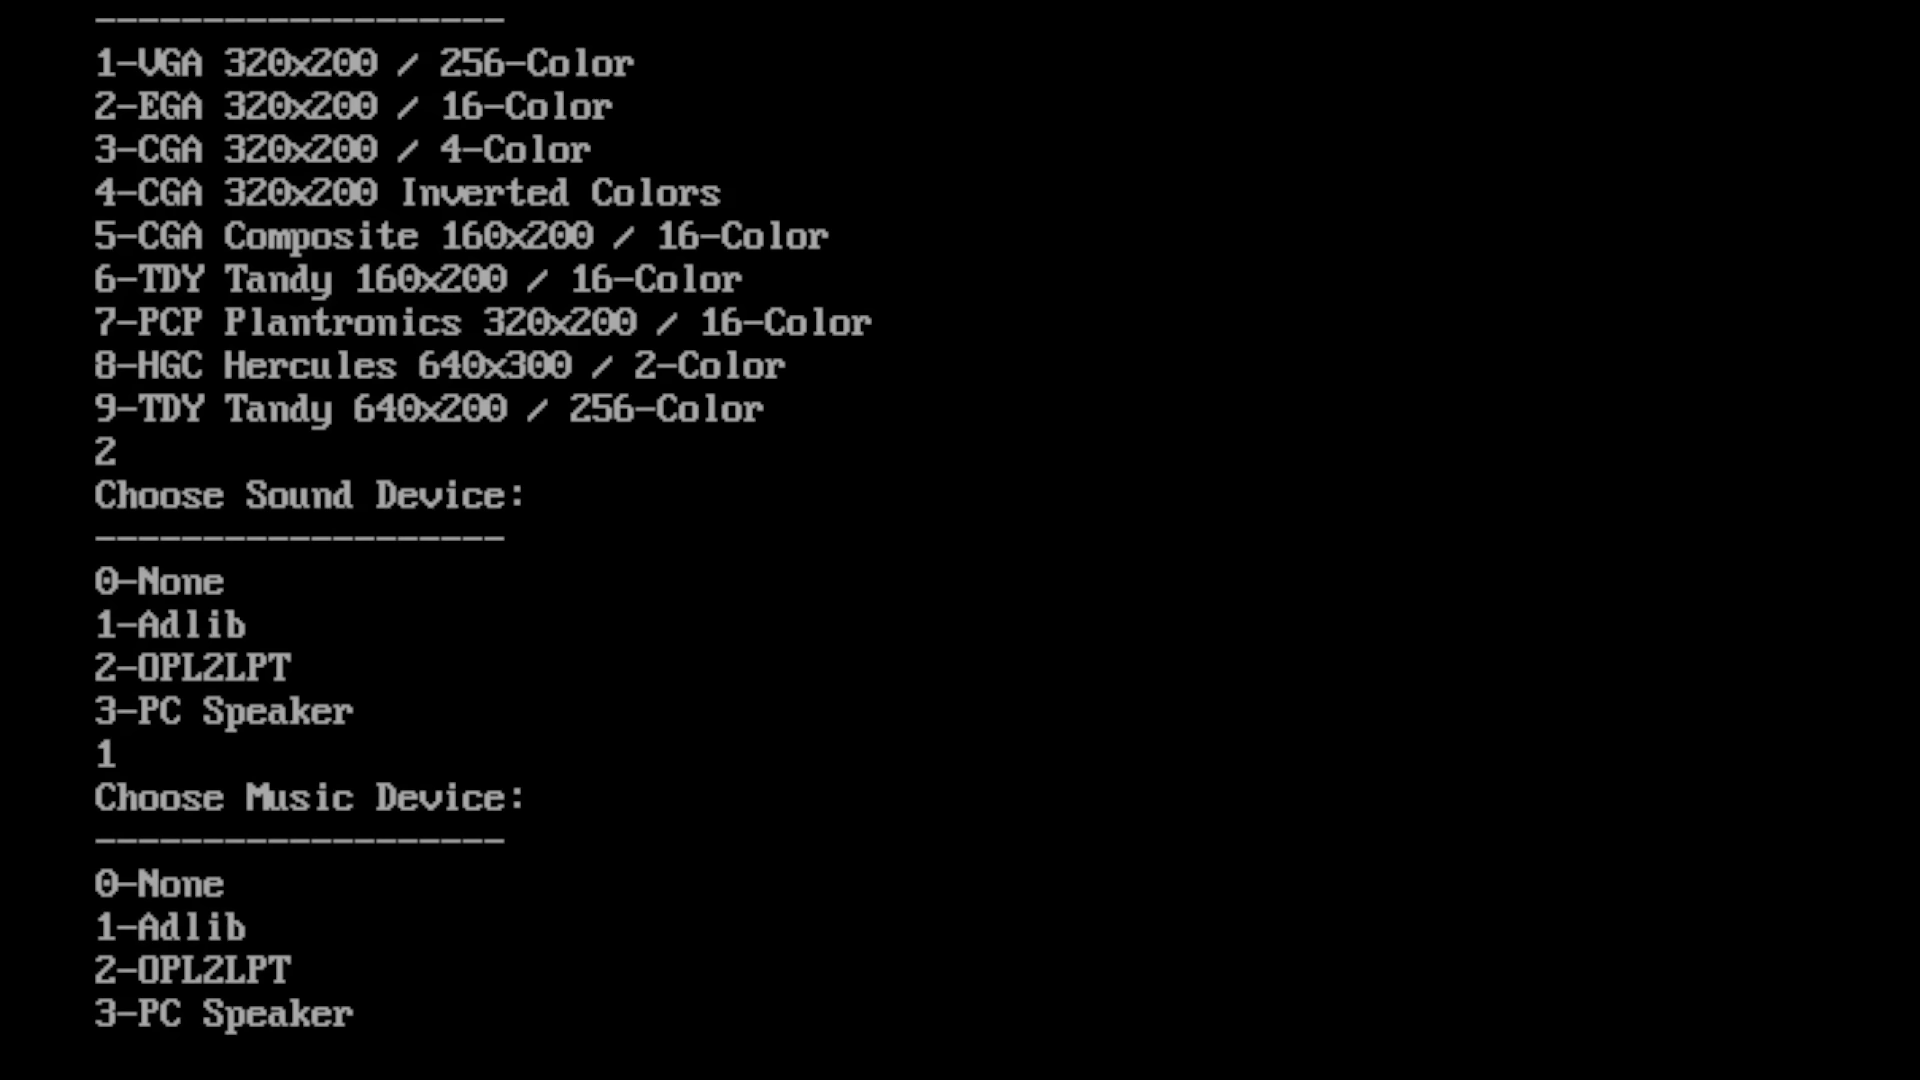 -------------------
1-VGA 320x200 / 256-Color
2-EGA 320x200 / 16-Color
3-CGA 320x200 / 4-Color
4-CGA 320x200 Inverted Colors
5-CGA Composite 160x200 / 16-Color
6-TDY Tandy 160x200 / 16-Color
7-PCP Plantronics 320x200 / 16-Color
8-HGC Hercules 640x300 / 2-Color
9-TDY Tandy 640x200 / 256-Color
2
Choose Sound Device:
-------------------
0-None
1-Adlib
2-OPL2LPT
3-PC Speaker
1
Choose Music Device:
-------------------
0-None
1-Adlib
2-OPL2LPT
3-PC Speaker